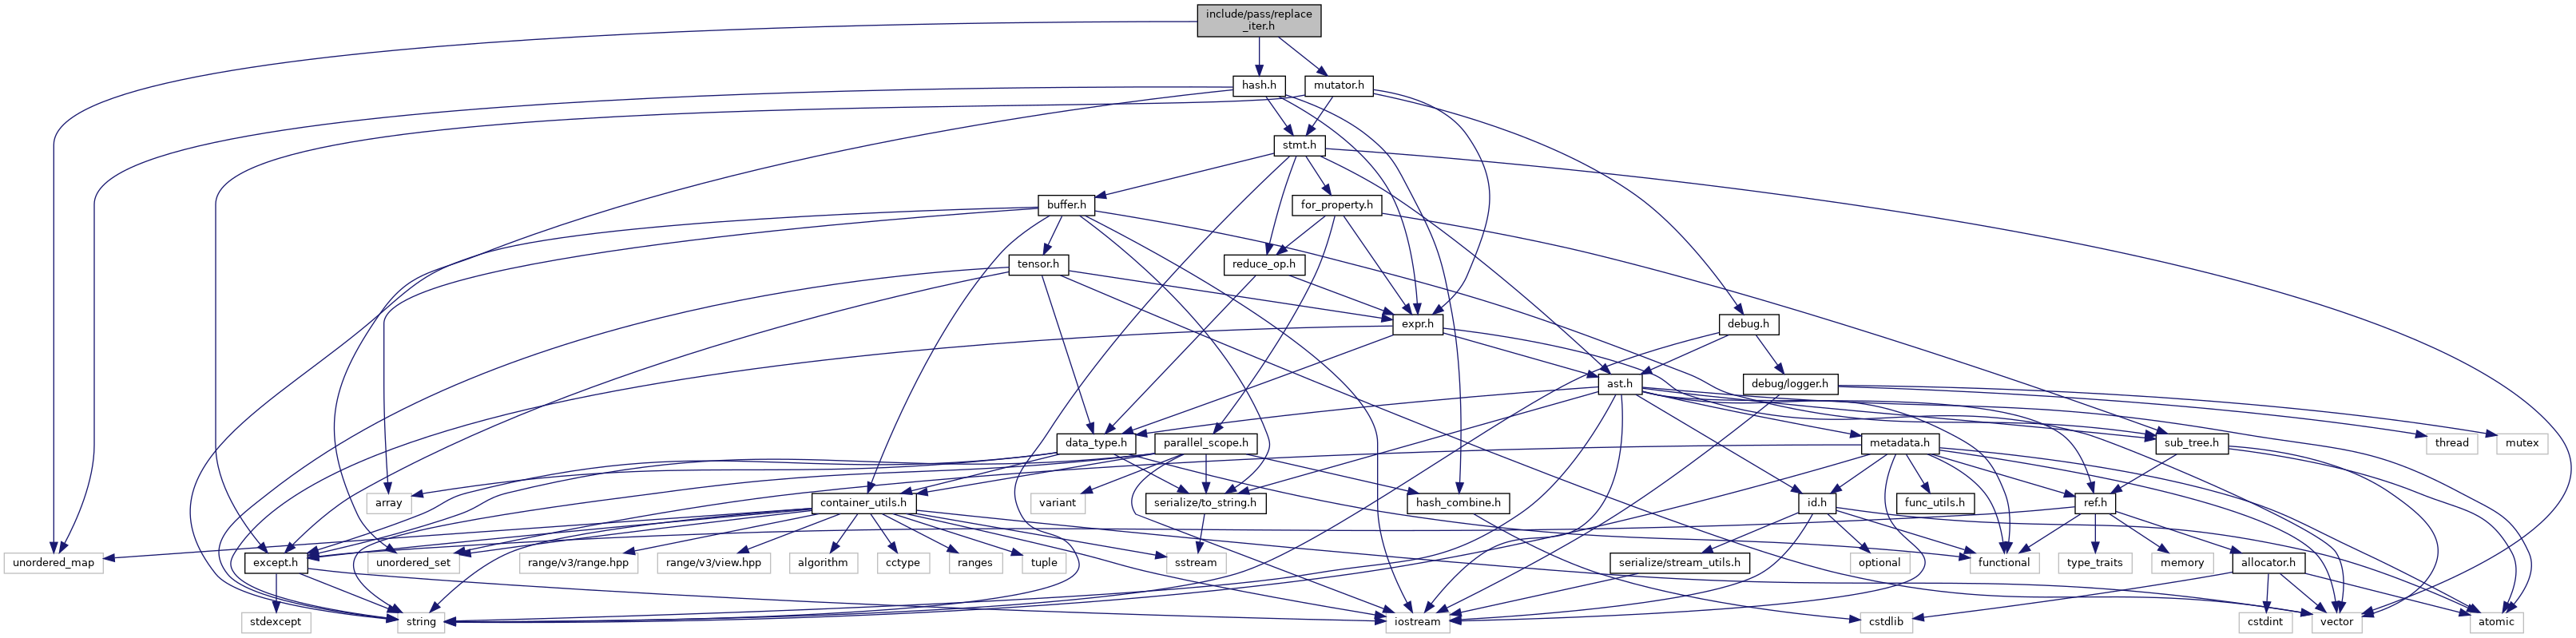 include/pass/replace
_iter.h
hash.h
mutator.h
stmt.h
buffer.h
for_property.h
tensor.h
reduce_op.h
expr.h
debug.h
ast.h
debug/logger.h
data_type.h
parallel_scope.h
metadata.h
sub_tree.h
thread
mutex
array
container_utils.h
variant
serialize/to_string.h
hash_combine.h
id.h
func_utils.h
ref.h
unordered_map
except.h
unordered_set
range/v3/range.hpp
range/v3/view.hpp
algorithm
cctype
ranges
tuple
sstream
serialize/stream_utils.h
optional
functional
type_traits
memory
allocator.h
stdexcept
string
iostream
cstdlib
cstdint
vector
atomic